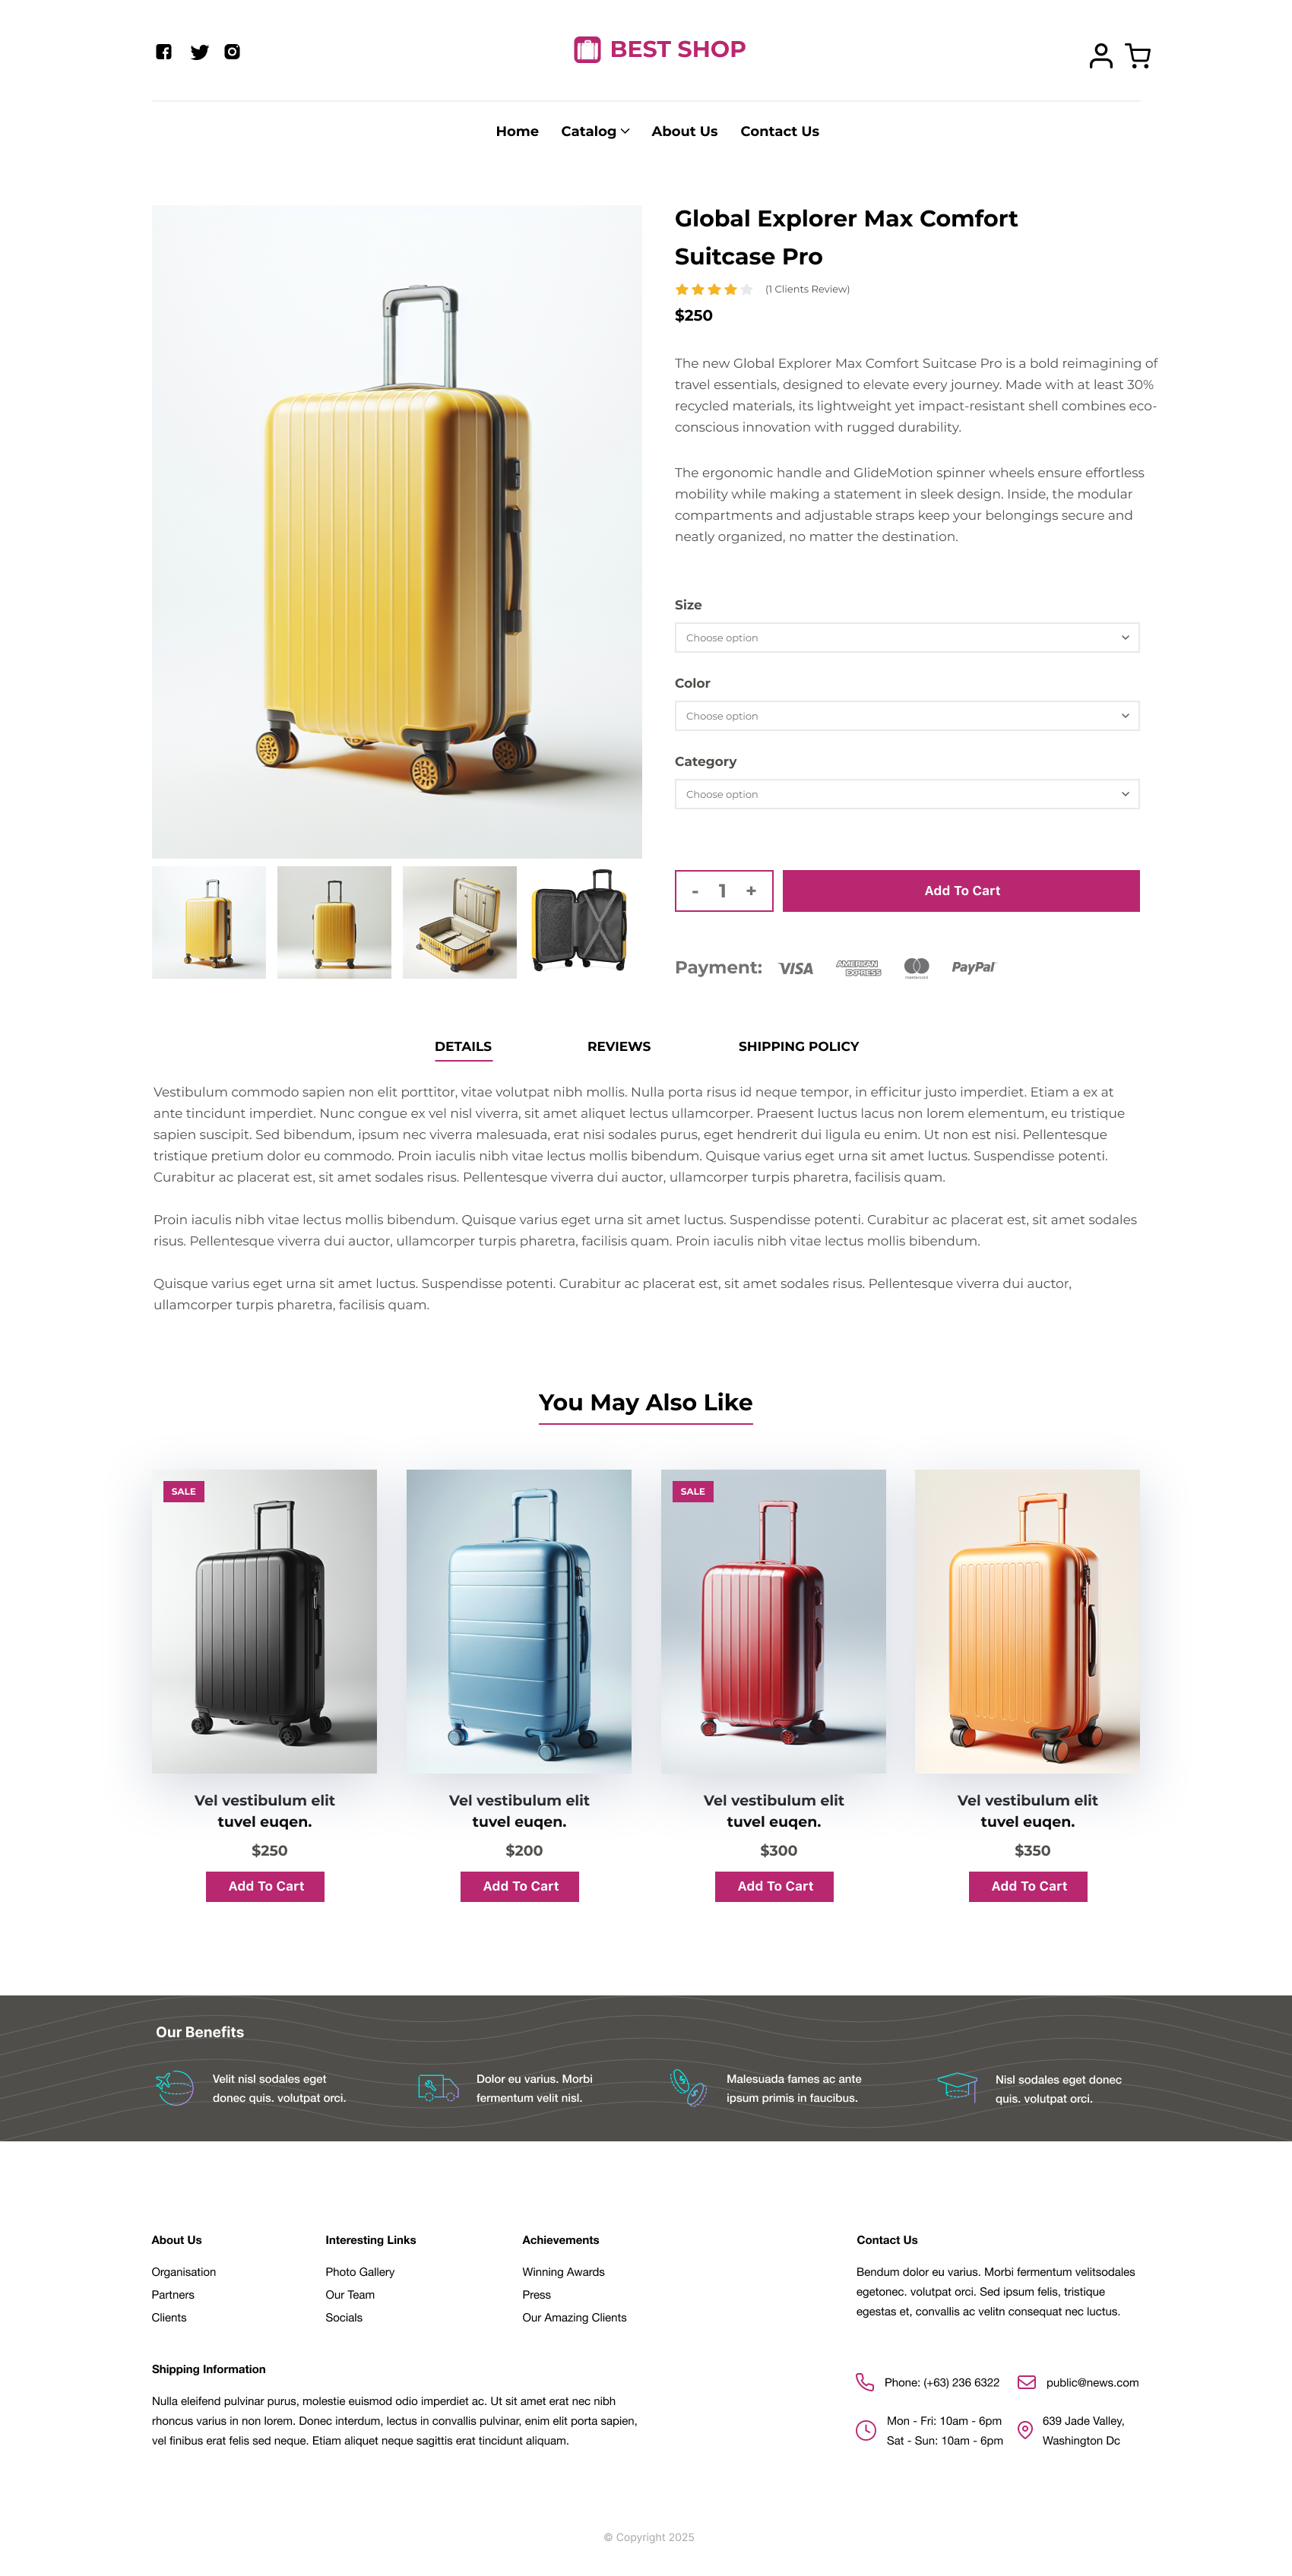 BEST SHOP
Home
Catalog
About Us
Contact Us
Global Explorer Max Comfort
Suitcase Pro
(1 Clients Review)
$250
The new Global Explorer Max Comfort Suitcase Pro is a bold reimagining of
travel essentials, designed to elevate every journey. Made with at least 30%
recycled materials, its lightweight yet impact-resistant shell combines eco-
conscious innovation with rugged durability.
The ergonomic handle and GlideMotion spinner wheels ensure effortless
mobility while making a statement in sleek design. Inside, the modular
compartments and adjustable straps keep your belongings secure and
neatly organized, no matter the destination.
Size
Choose option
Color
Choose option
Category
Choose option
- 1 +
Add To Cart
Payment:
VISA
AMERICAN
EXPRESS
mastercard
PayPal
DETAILS
REVIEWS
SHIPPING POLICY
Vestibulum commodo sapien non elit porttitor, vitae volutpat nibh mollis. Nulla porta risus id neque tempor, in efficitur justo imperdiet. Etiam a ex at
ante tincidunt imperdiet. Nunc congue ex vel nisl viverra, sit amet aliquet lectus ullamcorper. Praesent luctus lacus non lorem elementum, eu tristique
sapien suscipit. Sed bibendum, ipsum nec viverra malesuada, erat nisi sodales purus, eget hendrerit dui ligula eu enim. Ut non est nisi. Pellentesque
tristique pretium dolor eu commodo. Proin iaculis nibh vitae lectus mollis bibendum. Quisque varius eget urna sit amet luctus. Suspendisse potenti.
Curabitur ac placerat est, sit amet sodales risus. Pellentesque viverra dui auctor, ullamcorper turpis pharetra, facilisis quam.
Proin iaculis nibh vitae lectus mollis bibendum. Quisque varius eget urna sit amet luctus. Suspendisse potenti. Curabitur ac placerat est, sit amet sodales
risus. Pellentesque viverra dui auctor, ullamcorper turpis pharetra, facilisis quam. Proin iaculis nibh vitae lectus mollis bibendum.
Quisque varius eget urna sit amet luctus. Suspendisse potenti. Curabitur ac placerat est, sit amet sodales risus. Pellentesque viverra dui auctor,
ullamcorper turpis pharetra, facilisis quam.
You May Also Like
SALE
Vel vestibulum elit
tuvel euqen.
$250
Add To Cart
Vel vestibulum elit
tuvel euqen.
$200
Add To Cart
SALE
Vel vestibulum elit
tuvel euqen.
$300
Add To Cart
Vel vestibulum elit
tuvel euqen.
$350
Add To Cart
Our Benefits
Velit nisl sodales eget
donec quis. volutpat orci.
Dolor eu varius. Morbi
fermentum velit nisl.
Malesuada fames ac ante
ipsum primis in faucibus.
Nisl sodales eget donec
quis. volutpat orci.
About Us
Organisation
Partners
Clients
Interesting Links
Photo Gallery
Our Team
Socials
Achievements
Winning Awards
Press
Our Amazing Clients
Contact Us
Bendum dolor eu varius. Morbi fermentum velitsodales
egetonec. volutpat orci. Sed ipsum felis, tristique
egestas et, convallis ac velitn consequat nec luctus.
Shipping Information
Nulla eleifend pulvinar purus, molestie euismod odio imperdiet ac. Ut sit amet erat nec nibh
rhoncus varius in non lorem. Donec interdum, lectus in convallis pulvinar, enim elit porta sapien,
vel finibus erat felis sed neque. Etiam aliquet neque sagittis erat tincidunt aliquam.
Phone: (+63) 236 6322
public@news.com
Mon - Fri: 10am - 6pm
Sat - Sun: 10am - 6pm
639 Jade Valley,
Washington Dc
© Copyright 2025